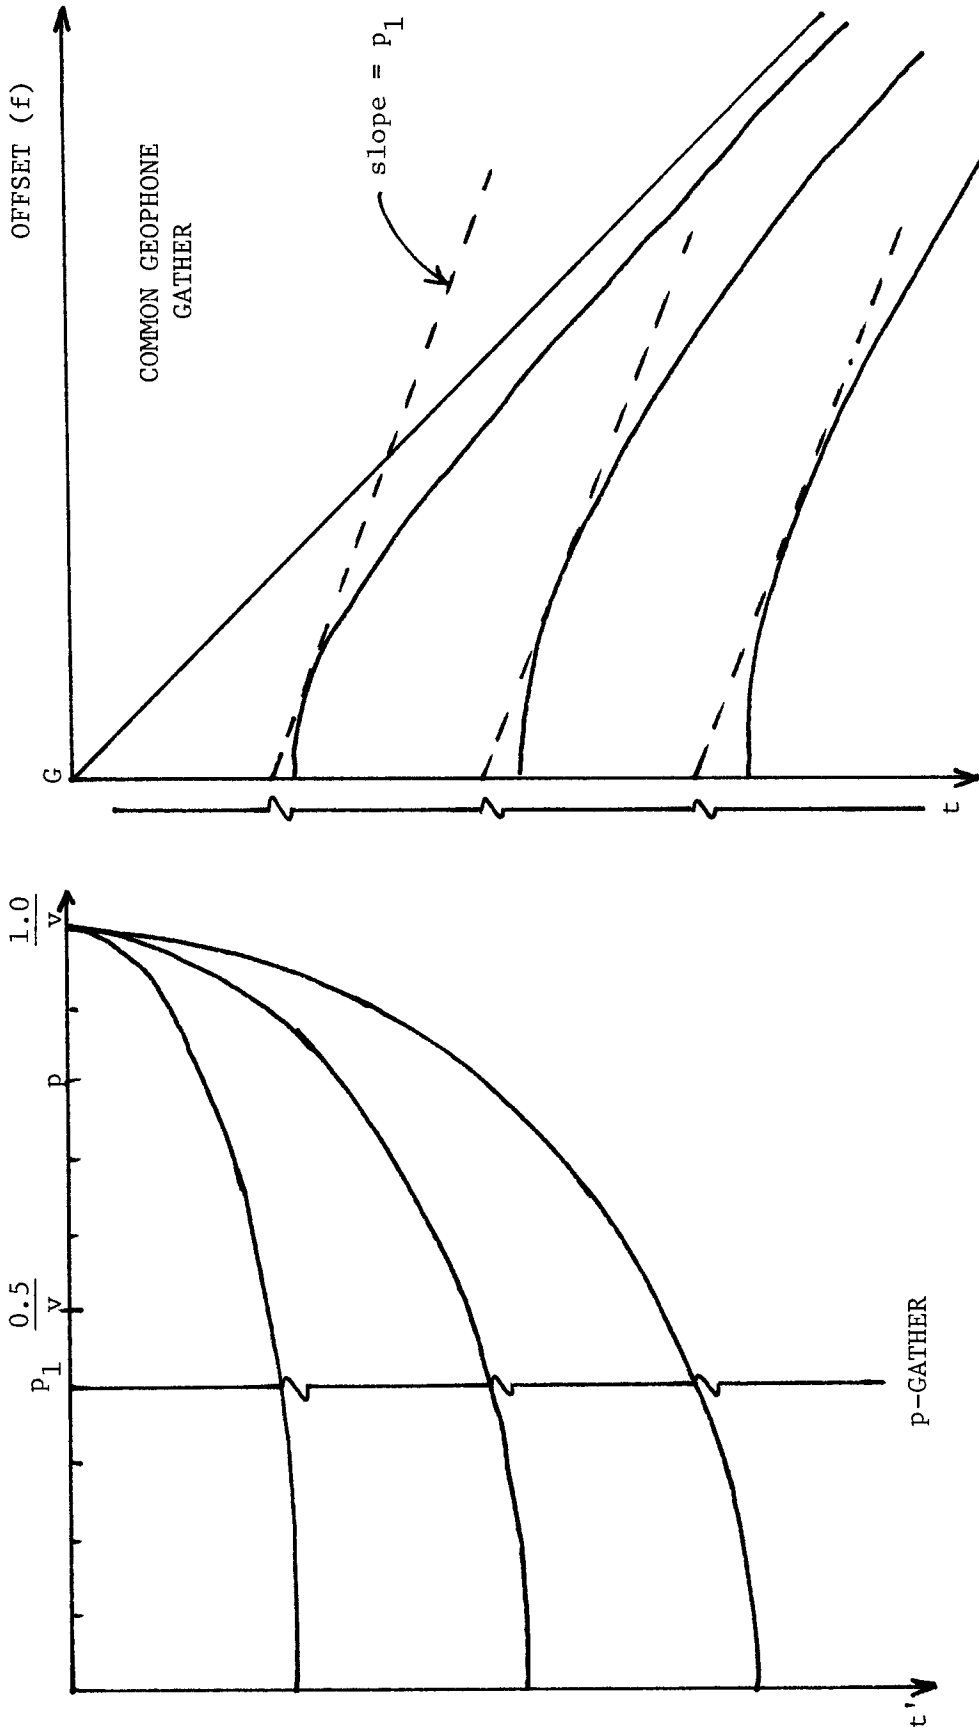 OFFSET (f)
COMMON GEOPHONE
GATHER
slope = p1
G
t
1.0
v
p
0.5
v
P1
t'
p-GATHER